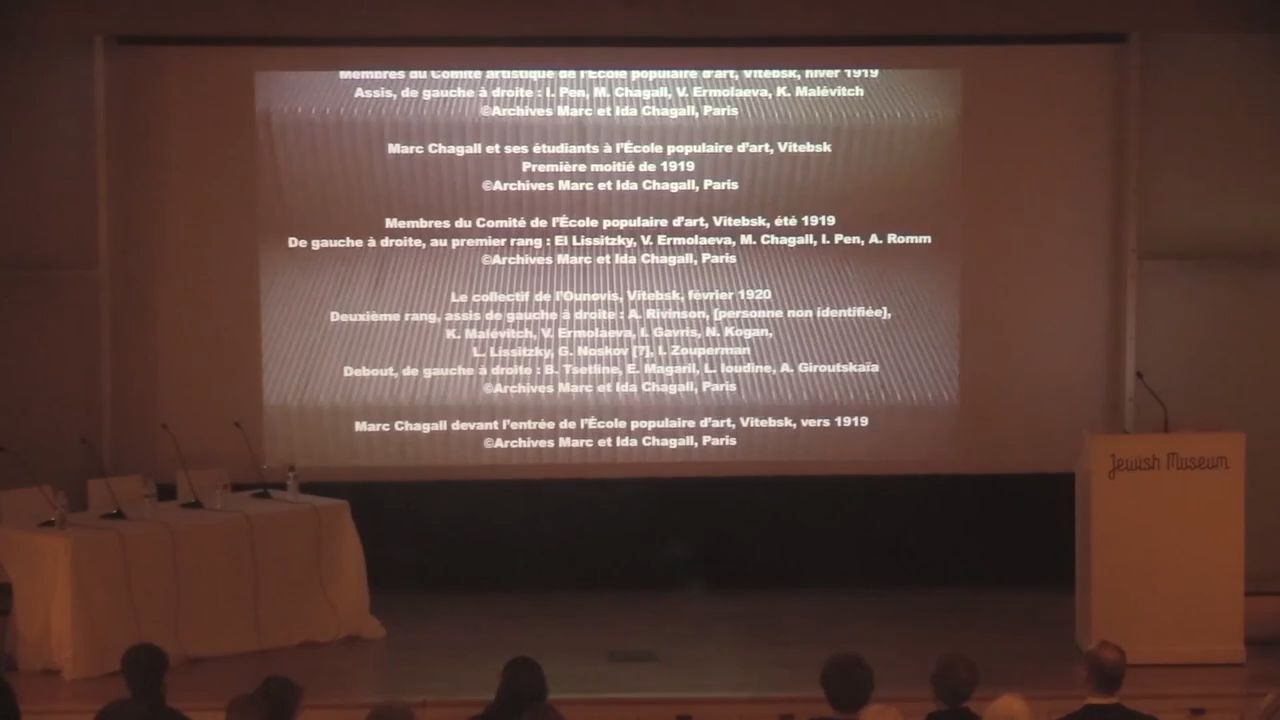 Membres du Comité artistique de l'École populaire d'art, Vitebsk, hiver 1919
Assis, de gauche à droite : I. Pen, M. Chagall, V. Ermolaeva, K. Malévitch
©Archives Marc et Ida Chagall, Paris
Marc Chagall et ses étudiants à l'École populaire d'art, Vitebsk
Première moitié de 1919
©Archives Marc et Ida Chagall, Paris
Membres du Comité de l'École populaire d'art, Vitebsk, été 1919
De gauche à droite, au premier rang : El Lissitzky, V. Ermolaeva, M. Chagall, I. Pen, A. Romm
©Archives Marc et Ida Chagall, Paris
Le collectif de l'Ounovis, Vitebsk, février 1920
Deuxième rang, assis de gauche à droite : A. Rivinson, [personne non identifiée],
K. Malévitch, V. Ermolaeva, I. Gavris, N. Kogan,
L. Lissitzky, G. Noskov [?], I. Zouperman
Debout, de gauche à droite : B. Tsetline, E. Magaril, L. Ioudine, A. Giroutskaïa
©Archives Marc et Ida Chagall, Paris
Marc Chagall devant l'entrée de l'École populaire d'art, Vitebsk, vers 1919
©Archives Marc et Ida Chagall, Paris
Jewish Museum